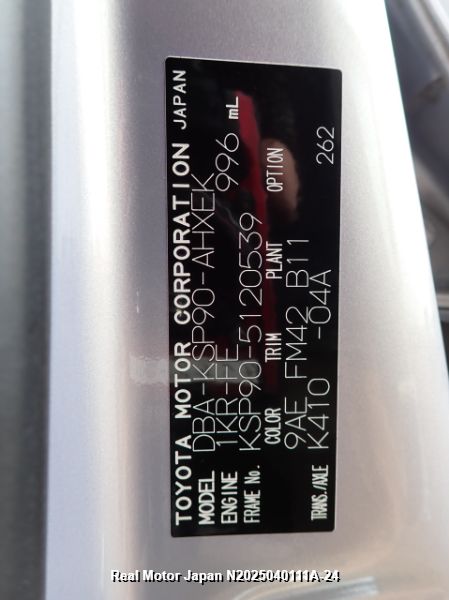 TOYOTA MOTOR CORPORATION JAPAN
MODEL DBA-KSP90-AHXEK
ENGINE 1KR-FE 996 mL
FRAME No. KSP90-5120539
COLOR TRIM PLANT OPTION
9AE FM42 B11
TRANS./AXLE K410 -04A 262
Real Motor Japan N2025040111A-24